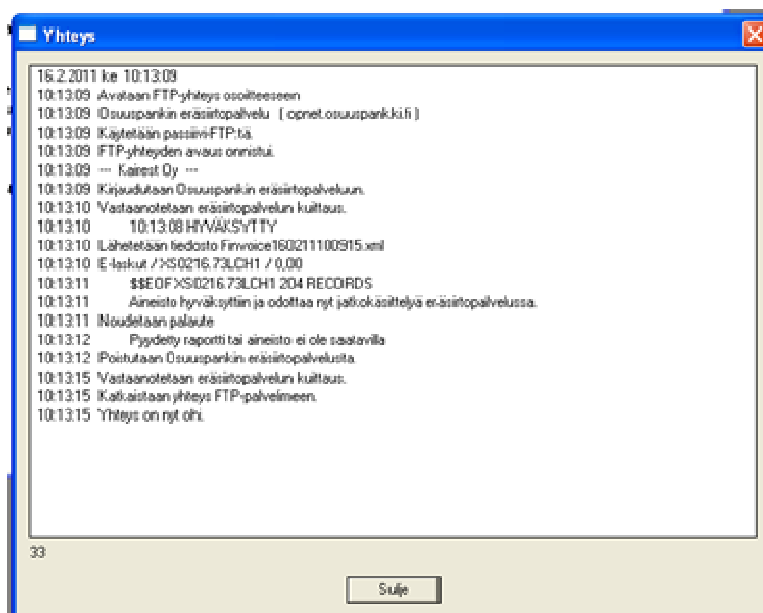 Yhteys
16.2.2011 ke 10:13:09
10:13:09 Avataan FTP-yhteys osoitteeseen
10:13:09 Osuuspankin eräsiirtopalvelu ( opnet.osuuspankki.fi )
10:13:09 Käytetään passiivi-FTP:tä.
10:13:09 FTP-yhteyden avaus onnistui.
10:13:09 --- Kairest Oy ---
10:13:09 Kirjaudutaan Osuuspankin eräsiirtopalveluun.
10:13:10 Vastaanotetaan eräsiirtopalvelun kuittaus.
10:13:10 10:13:08 HYVÄKSYTTY
10:13:10 Lähetetään tiedosto Finvoice160211100915.xml
10:13:10 E-laskut / XS0216.73LCH1 / 0,00
10:13:11 $$EOFXSI0216.73LCH1 204 RECORDS
10:13:11 Aineisto hyväksyttiin ja odottaa nyt jatkokäsittelyä eräsiirtopalvelussa.
10:13:11 Noudetaan palaute
10:13:12 Pyydetty raportti tai aineisto ei ole saatavilla
10:13:12 Poistutaan Osuuspankin eräsiirtopalvelusta.
10:13:15 Vastaanotetaan eräsiirtopalvelun kuittaus.
10:13:15 Katkaistaan yhteys FTP-palvelimeen.
10:13:15 Yhteys on nyt ohi.
33
Sulje